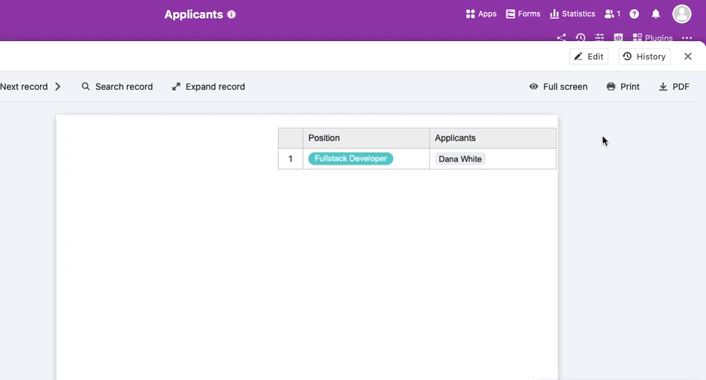 Applicants
Apps Forms Statistics 1
Plugins
Edit History
Next record Search record Expand record Full screen Print PDF
Position Applicants
1 Fullstack Developer Dana White